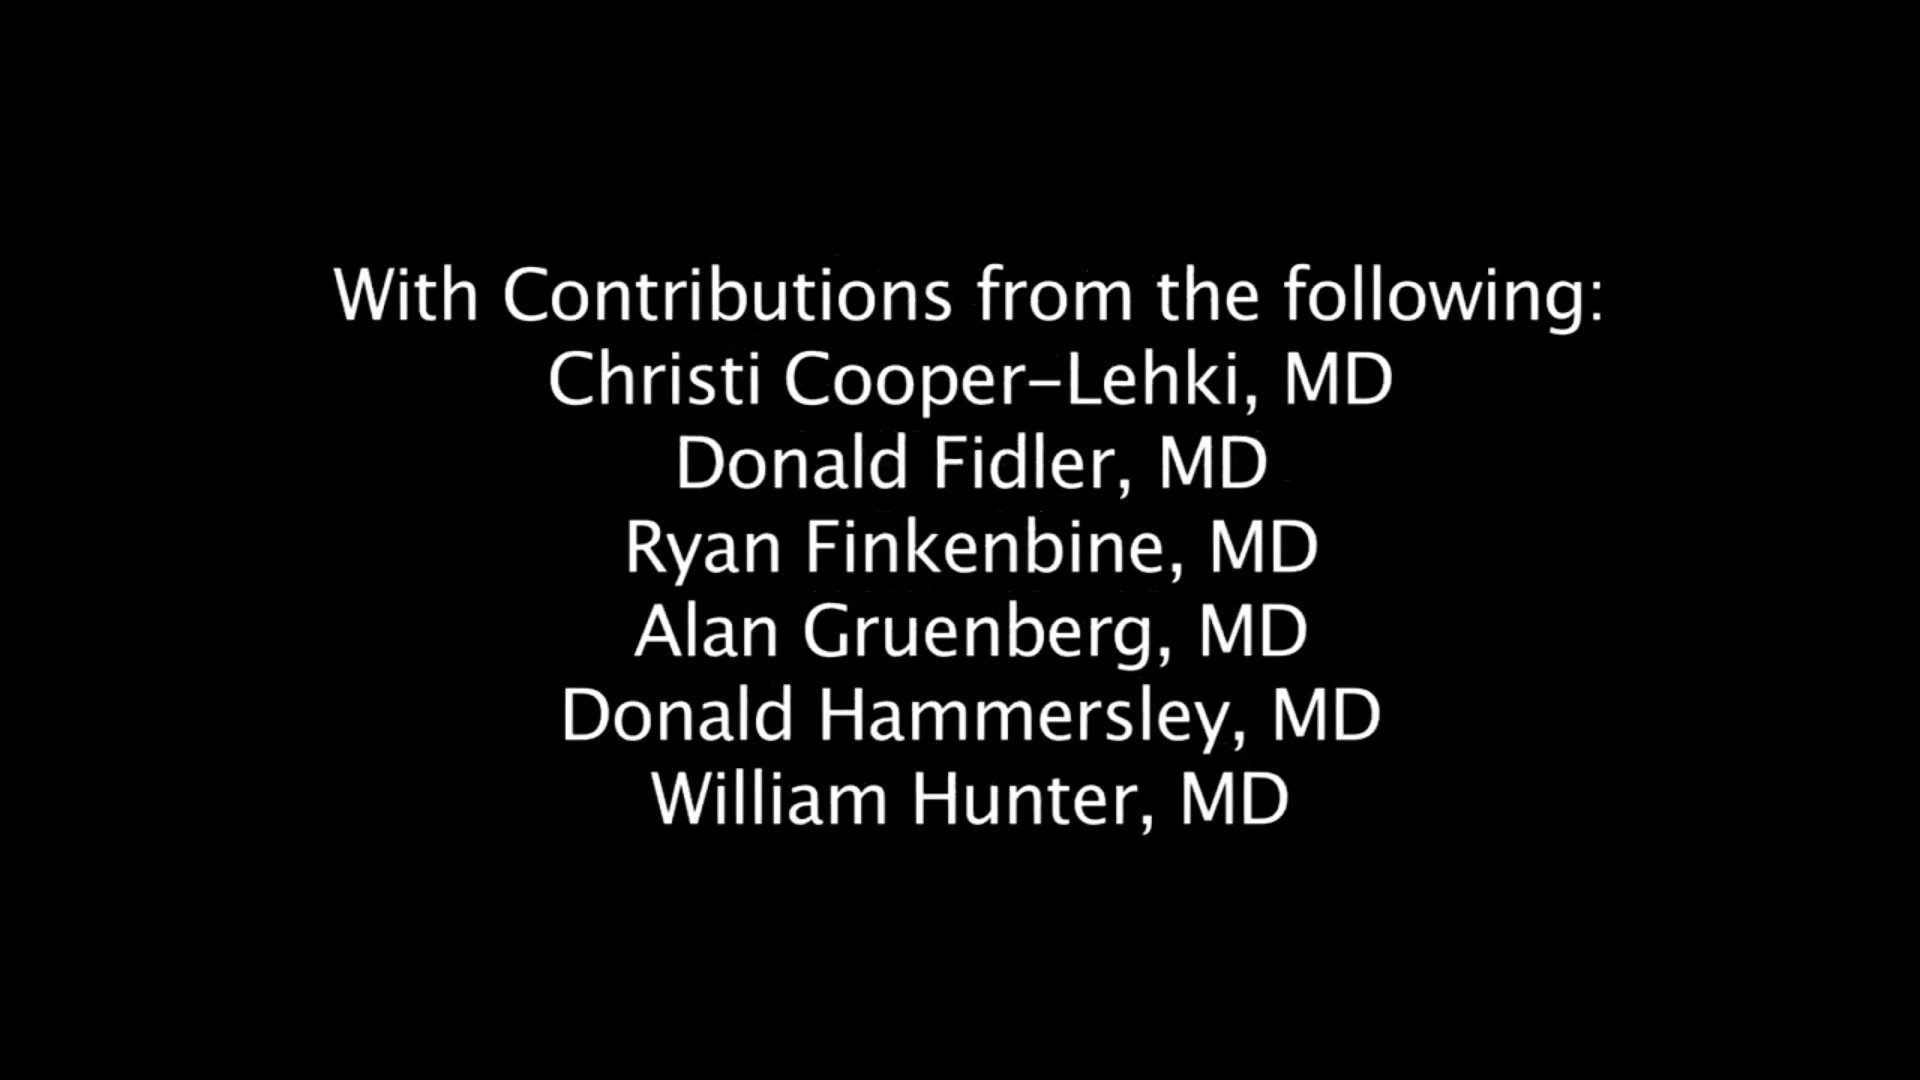 With Contributions from the following:
Christi Cooper-Lehki, MD
Donald Fidler, MD
Ryan Finkenbine, MD
Alan Gruenberg, MD
Donald Hammersley, MD
William Hunter, MD